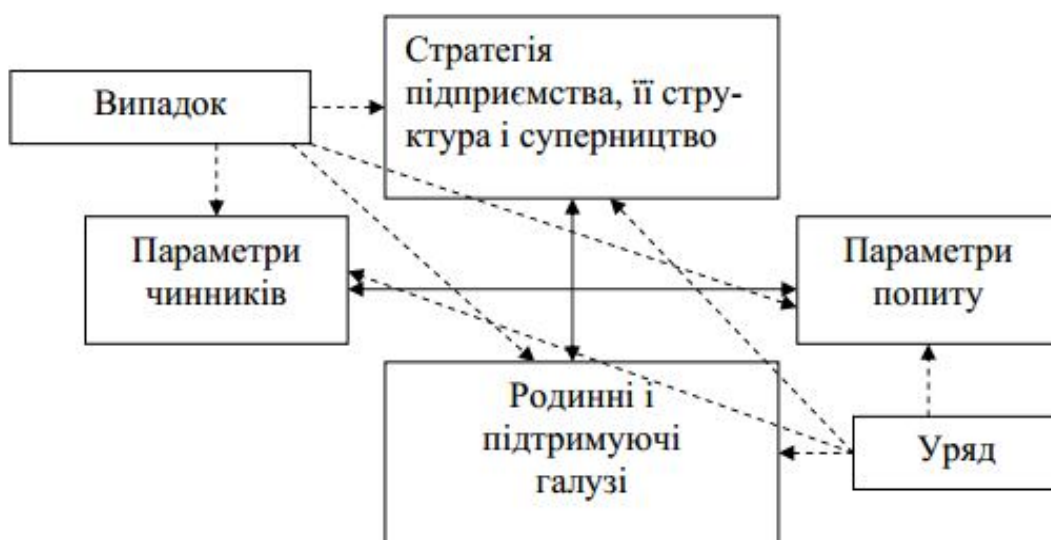 Стратегія
підприємства, її стру-
ктура і суперництво
Випадок
Параметри
чинників
Параметри
попиту
Родинні і
підтримуючі
галузі
Уряд